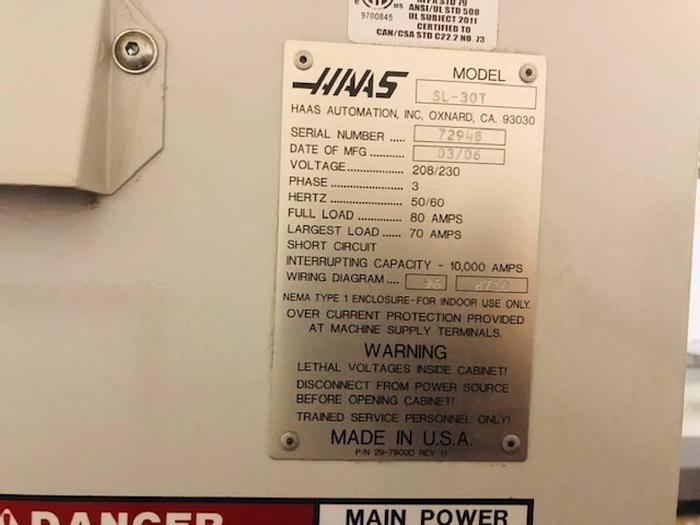 E US
NFPA STD 79
ANSI/UL STD 508
UL SUBJECT 2011
CERTIFIED TO
CAN/CSA STD C22.2 NO. 73
9700845
HAAS
MODEL
SL-30T
HAAS AUTOMATION, INC, OXNARD, CA. 93030
SERIAL NUMBER ..... 72948
DATE OF MFG .......... 03/06
VOLTAGE................. 208/230
PHASE ..................... 3
HERTZ ..................... 50/60
FULL LOAD .............. 80 AMPS
LARGEST LOAD ...... 70 AMPS
SHORT CIRCUIT
INTERRUPTING CAPACITY - 10,000 AMPS
WIRING DIAGRAM .... 96
NEMA TYPE 1 ENCLOSURE-FOR INDOOR USE ONLY
OVER CURRENT PROTECTION PROVIDED
AT MACHINE SUPPLY TERMINALS.
WARNING
LETHAL VOLTAGES INSIDE CABINET!
DISCONNECT FROM POWER SOURCE
BEFORE OPENING CABINET!
TRAINED SERVICE PERSONNEL ONLY!
MADE IN U.S.A.
P/N 29-7900D REV. H
DANGER
MAIN POWER